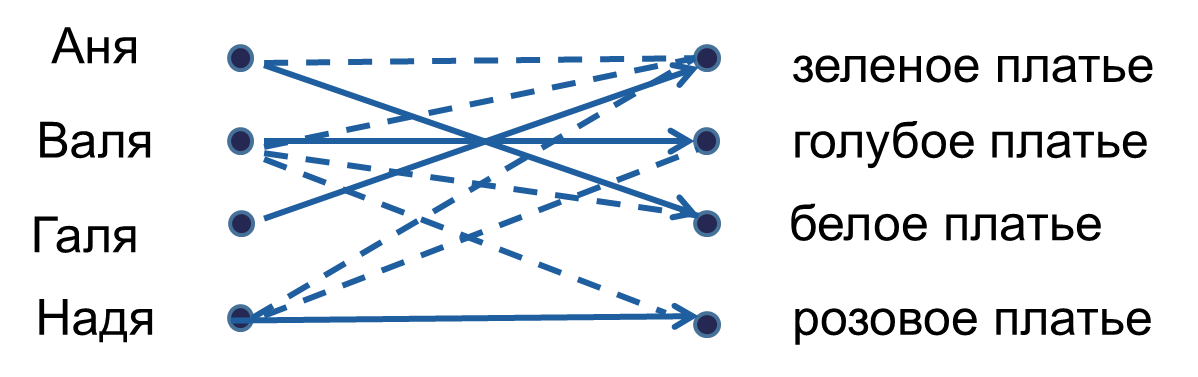 Аня
зеленое платье
Валя
голубое платье
Галя
белое платье
Надя
розовое платье